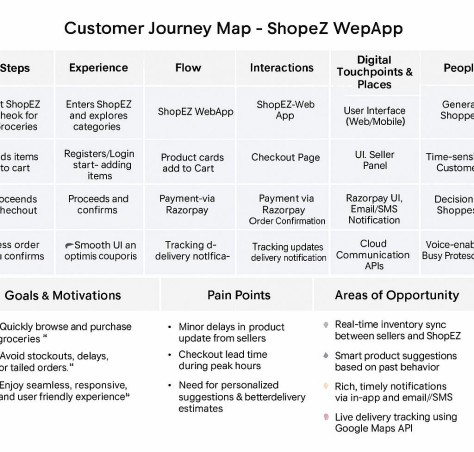 Customer Journey Map - ShopeZ WepApp
Steps
Experience
Flow
Interactions
Digital
Touchpoints &
Places
Peopl
t ShopEZ
heok for
roceries
Enters ShopEZ
and explores
categories
ShopEZ WebApp
ShopEZ-Web
App
User Interface
(Web/Mobile)
Genera
Shoppe
ds items
to cart
Registers/Login
start- adding
items
Product cards
add to Cart
Checkout Page
UI. Seller
Panel
Time-sens
Custome
oceends
hechout
Proceeds and
confirms
Payment-via
Razorpay
Payment via
Razorpay
Order Confirmation
Razorpay UI,
Email/SMS
Notification
Decision
Shoppe
ess order
a confirms
Smooth UI an
optimis couporis
Tracking d-
delivery notlfica-
Tracking updates
delivery notification
Cloud
Communication
APIs
Voice-enab
Busy Protesc
Goals & Motivations
Quickly browse and purchase
groceries "
Avoid stockouts, delays,
or tailed orders."
Enjoy seamless, responsive,
and user friendly experience"
Pain Points
• Minor delays in product
update from sellers
• Checkout lead time
during peak hours
• Need for personalized
suggestions & betterdelivery
estimates
Areas of Opportunity
Real-time inventory sync
between sellers and ShopEZ
Smart product suggestions
based on past behavior
Rich, timely notifications
via in-app and email//SMS
Live delivery tracking using
Google Maps API